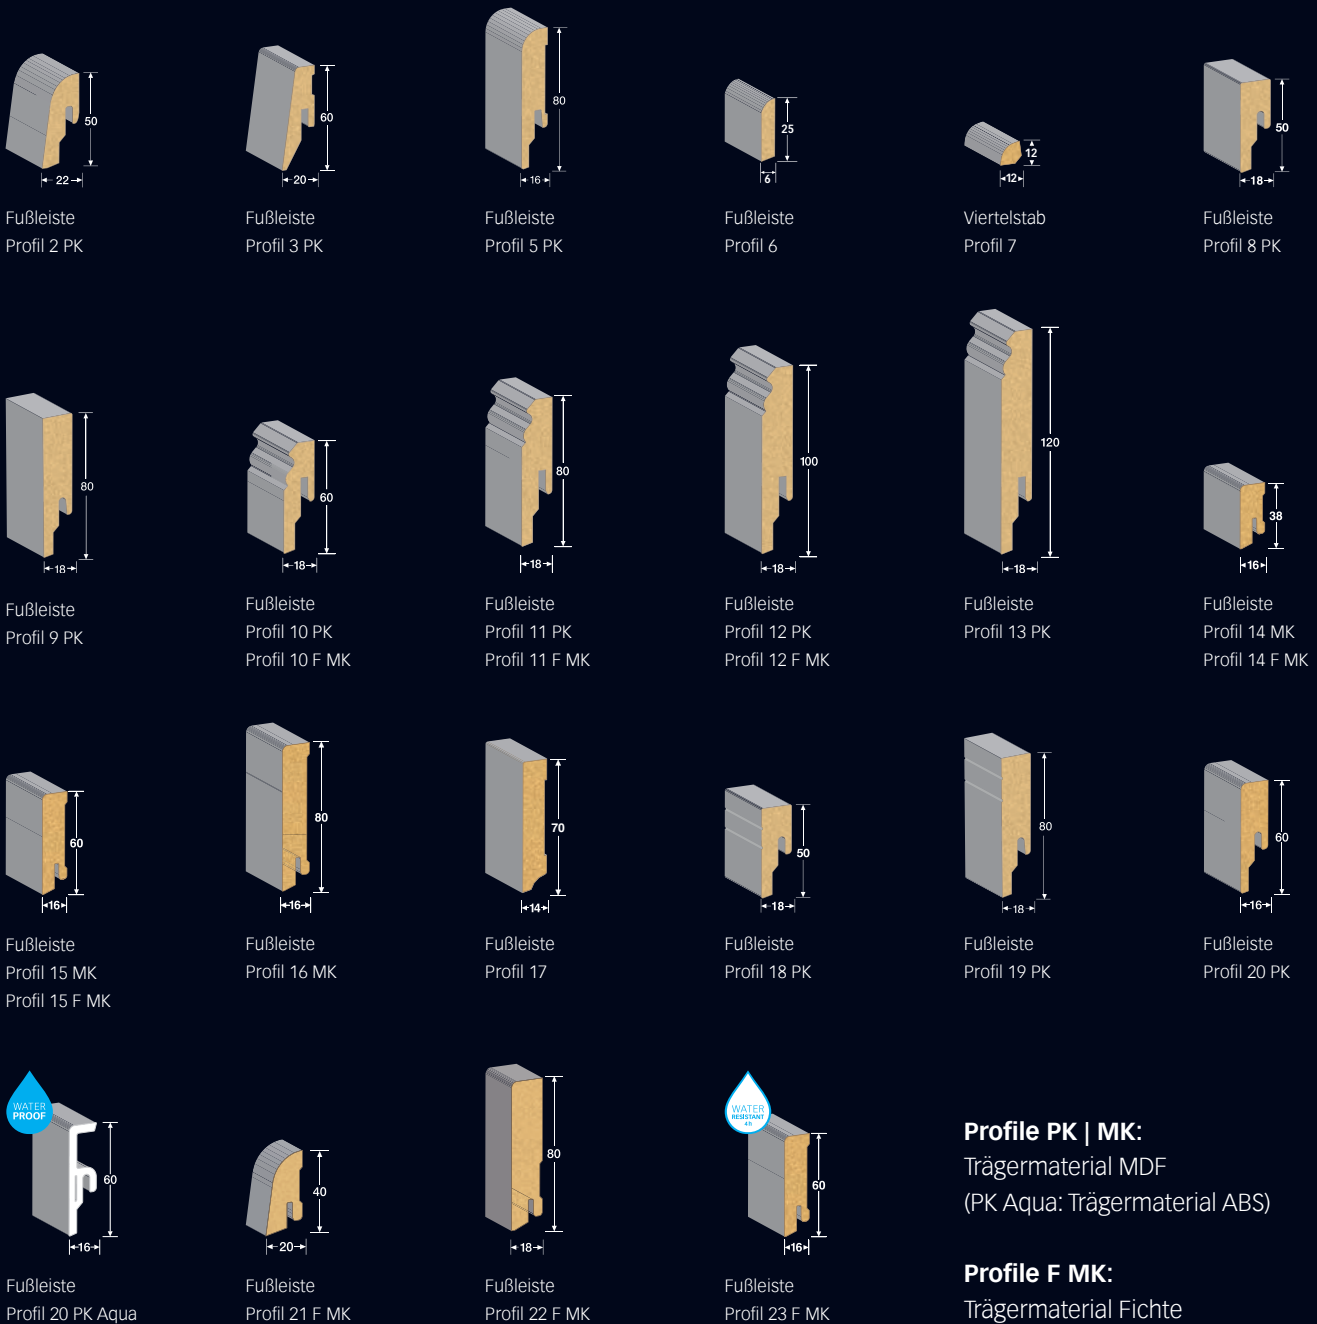 50
22
Fußleiste
Profil 2 PK
60
20
Fußleiste
Profil 3 PK
80
16
Fußleiste
Profil 5 PK
25
6
Fußleiste
Profil 6
12
12
Viertelstab
Profil 7
50
18
Fußleiste
Profil 8 PK
80
18
Fußleiste
Profil 9 PK
60
18
Fußleiste
Profil 10 PK
Profil 10 F MK
80
18
Fußleiste
Profil 11 PK
Profil 11 F MK
100
18
Fußleiste
Profil 12 PK
Profil 12 F MK
120
18
Fußleiste
Profil 13 PK
38
16
Fußleiste
Profil 14 MK
Profil 14 F MK
60
16
Fußleiste
Profil 15 MK
Profil 15 F MK
80
16
Fußleiste
Profil 16 MK
70
14
Fußleiste
Profil 17
50
18
Fußleiste
Profil 18 PK
80
18
Fußleiste
Profil 19 PK
60
16
Fußleiste
Profil 20 PK
WATER
PROOF
60
16
Fußleiste
Profil 20 PK Aqua
40
20
Fußleiste
Profil 21 F MK
80
18
Fußleiste
Profil 22 F MK
WATER
RESISTANT
4h
60
16
Fußleiste
Profil 23 F MK
Profile PK | MK:
Trägermaterial MDF
(PK Aqua: Trägermaterial ABS)
Profile F MK:
Trägermaterial Fichte